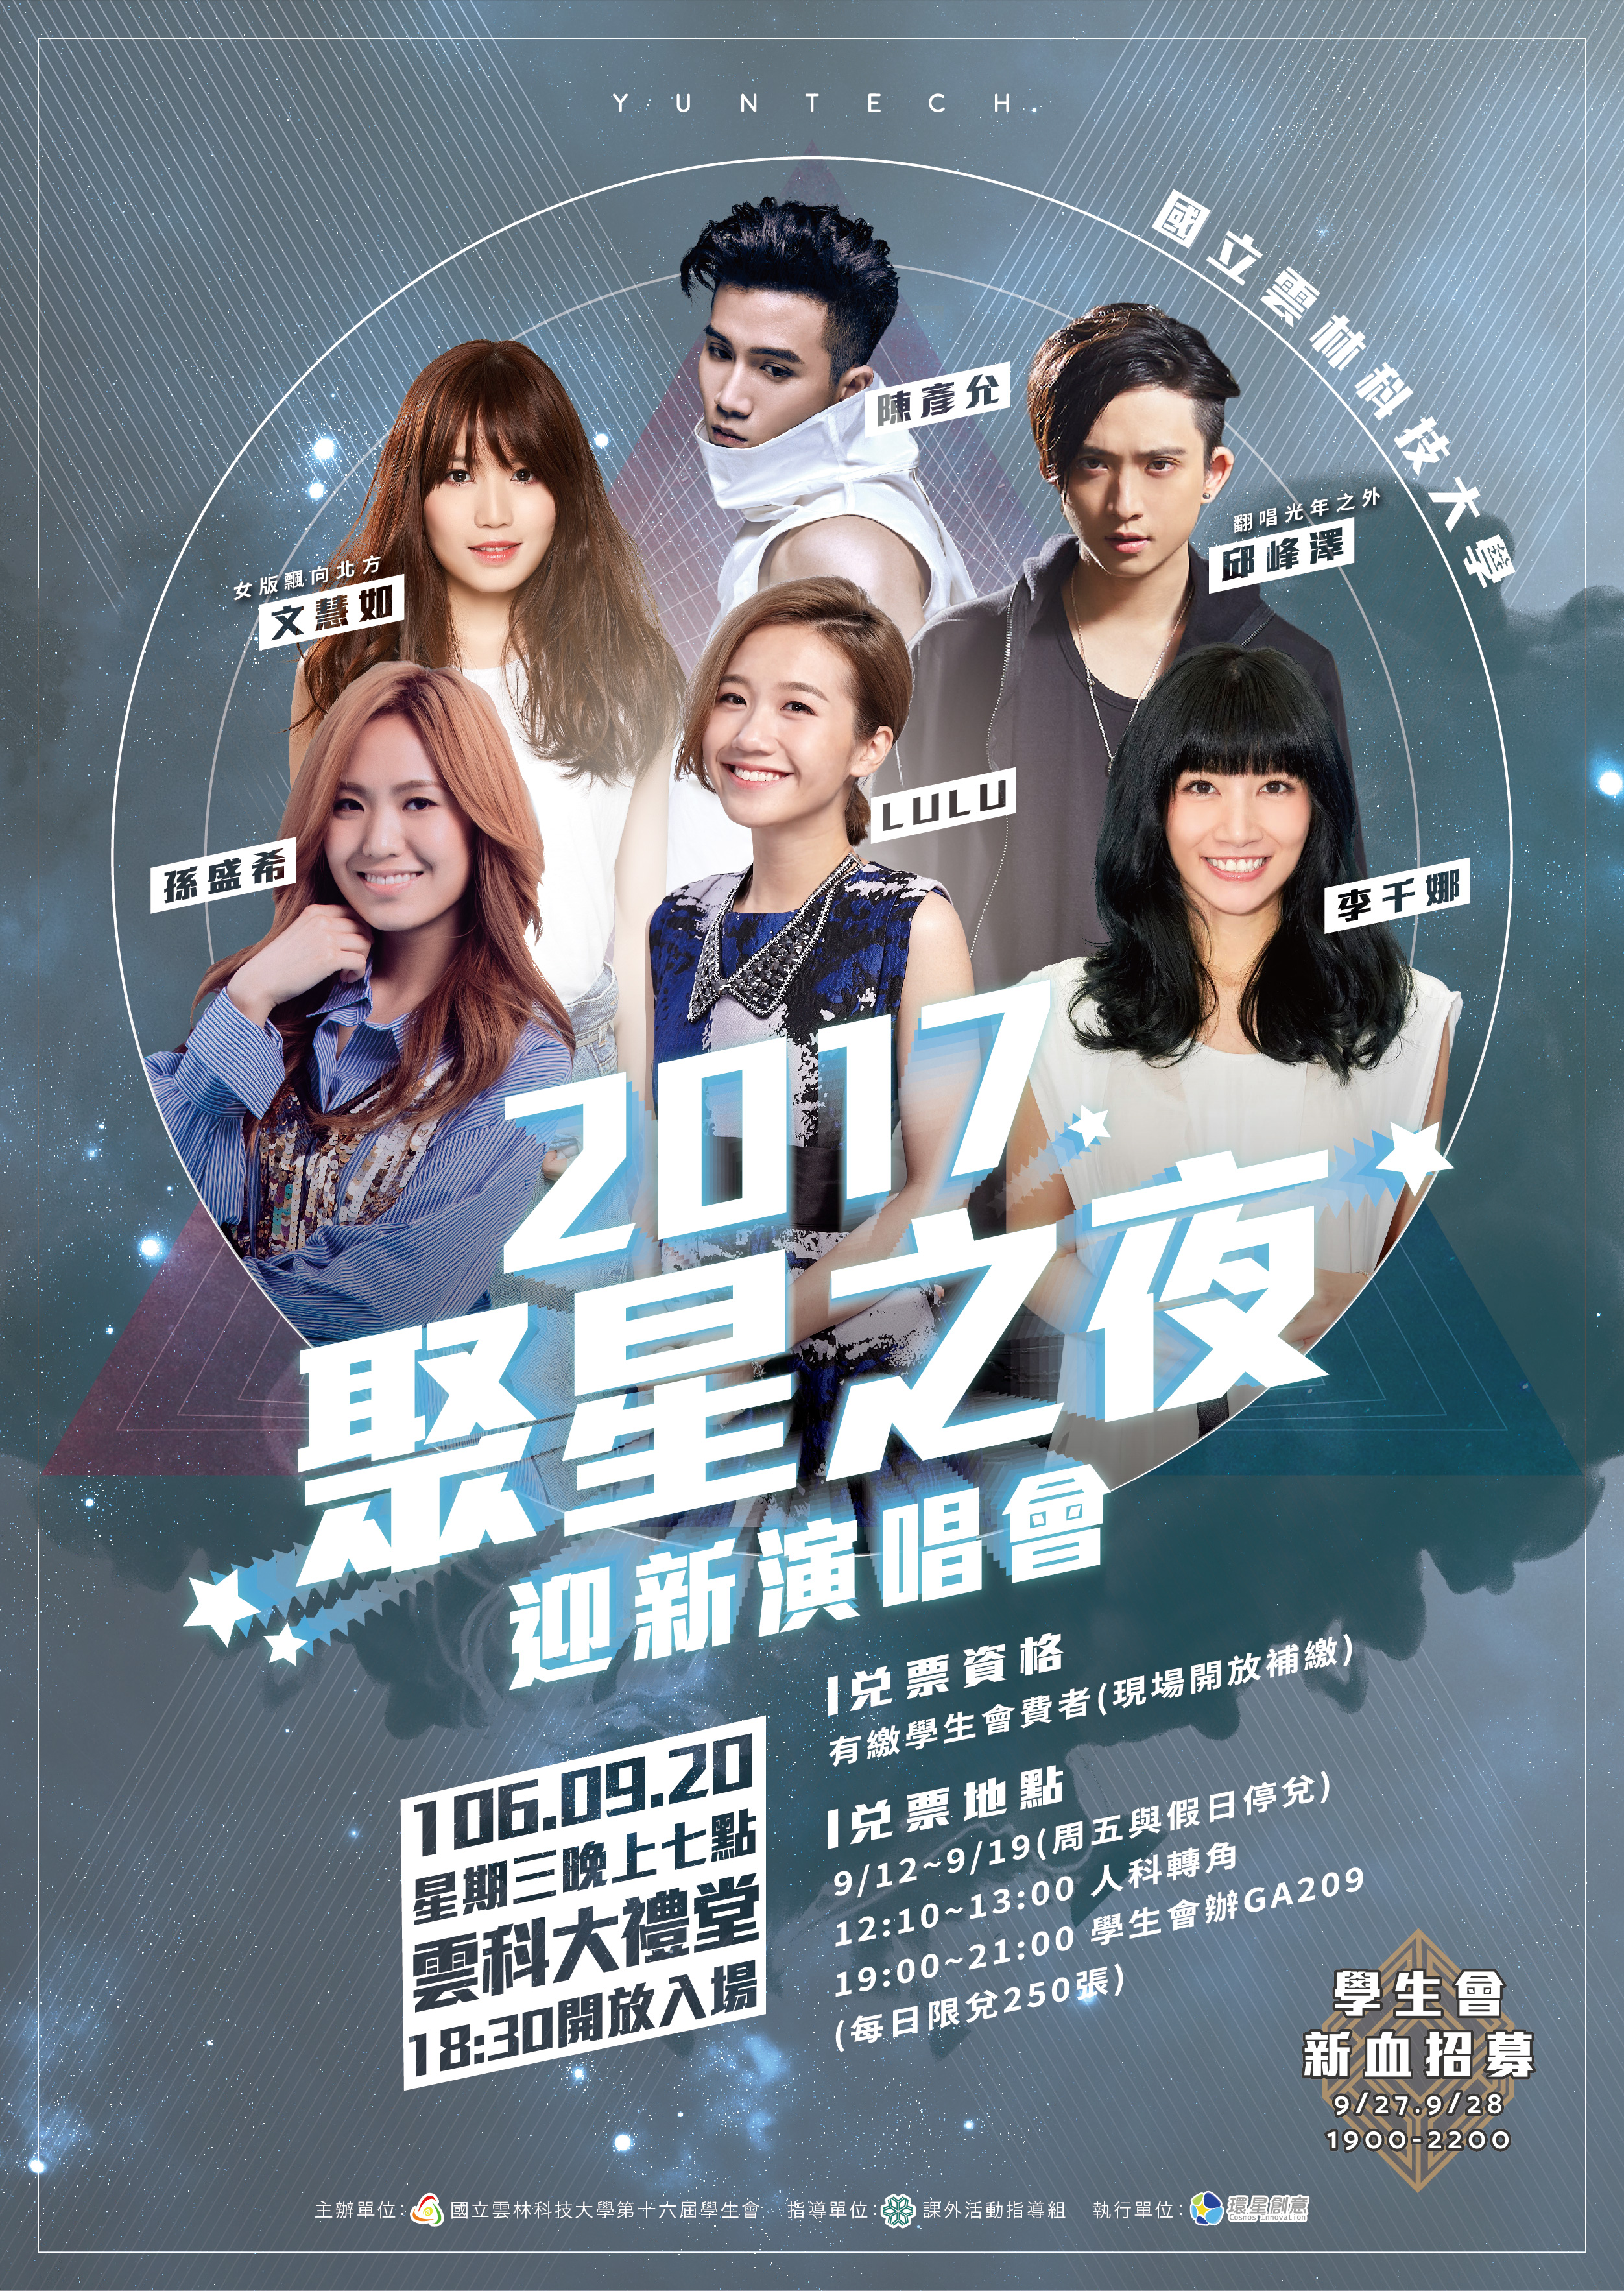 YUNTECH
國立雲林科技大學
陳彥允
翻唱光年之外
邱峰澤
女版飄向北方
文慧如
LULU
孫盛希
李千娜
2017
聚星之夜
迎新演唱會
兌票資格
有繳學生會費者(現場開放補繳)
兌票地點
9/12~9/19(周五與假日停兌)
12:10~13:00 人科轉角
19:00~21:00 學生會辦GA209
(每日限兌250張)
106.09.20
星期三晚上七點
雲科大禮堂
18:30開放入場
學生會
新血招募
9/27.9/28
1900-2200
主辦單位: 國立雲林科技大學第十六屆學生會 指導單位: 課外活動指導組 執行單位: 環星創意
Cosmos Innovation